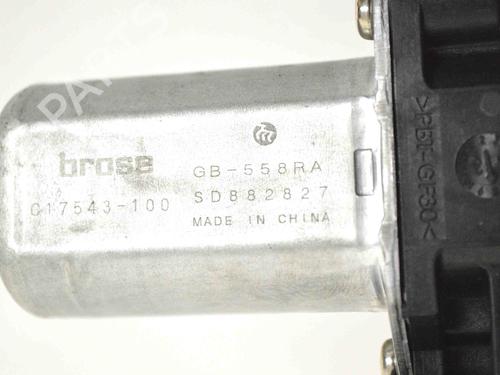 brose
GB-558RA
C17543-100
SD882827
MADE IN CHINA
>PBT-GF30<